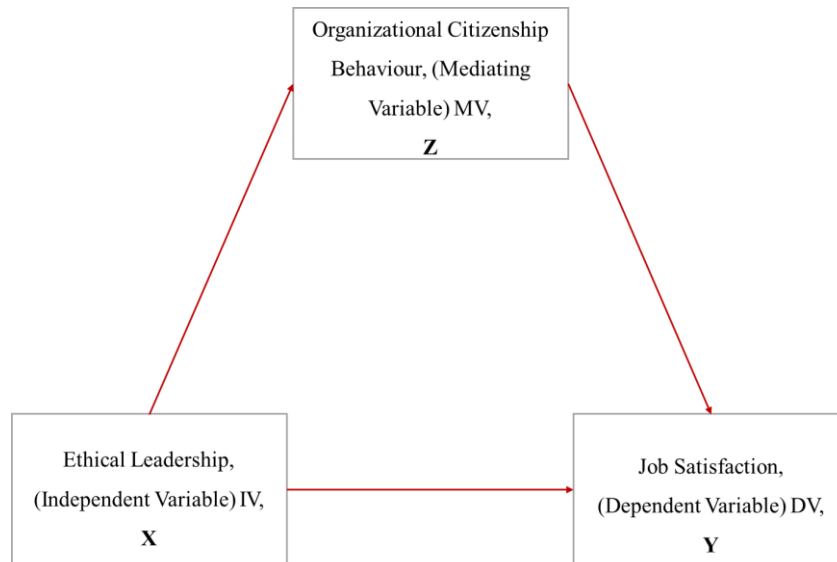 Organizational Citizenship
Behaviour, (Mediating
Variable) MV,
Z
Ethical Leadership,
(Independent Variable) IV,
X
Job Satisfaction,
(Dependent Variable) DV,
Y